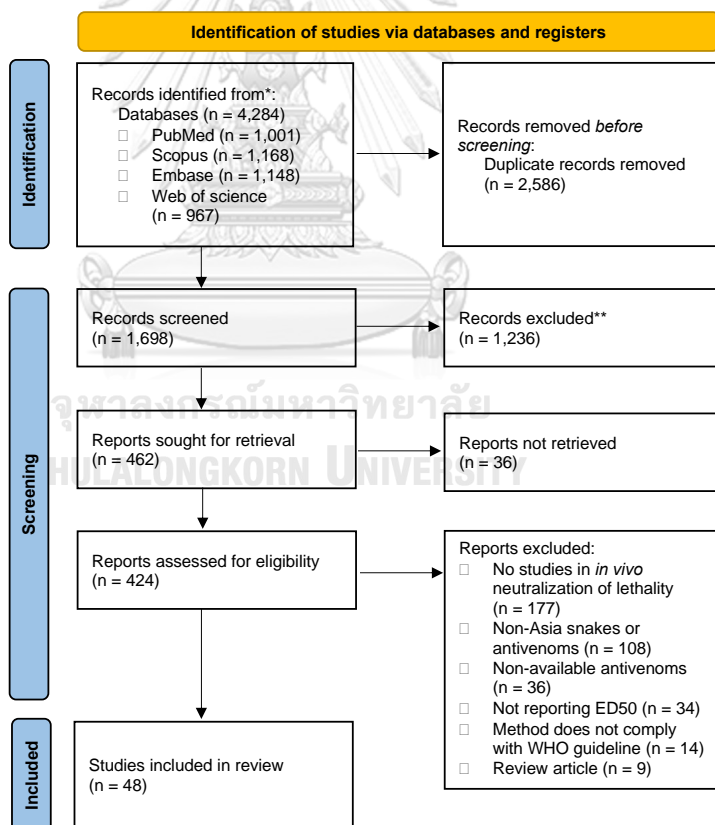 Identification of studies via databases and registers
Identification
Records identified from*:
Databases (n = 4,284)
PubMed (n = 1,001)
Scopus (n = 1,168)
Embase (n = 1,148)
Web of science
(n = 967)
Records removed before
screening:
Duplicate records removed
(n = 2,586)
Screening
Records screened
(n = 1,698)
Records excluded**
(n = 1,236)
จุฬาลงกรณ์มหาวิทยาลัย
HULALONGKORN UNIVERSITY
Reports sought for retrieval
(n = 462)
Reports not retrieved
(n = 36)
Reports assessed for eligibility
(n = 424)
Reports excluded:
No studies in in vivo
neutralization of lethality
(n = 177)
Non-Asia snakes or
antivenoms (n = 108)
Non-available antivenoms
(n = 36)
Not reporting ED50 (n = 34)
Method does not comply
with WHO guideline (n = 14)
Review article (n = 9)
Included
Studies included in review
(n = 48)